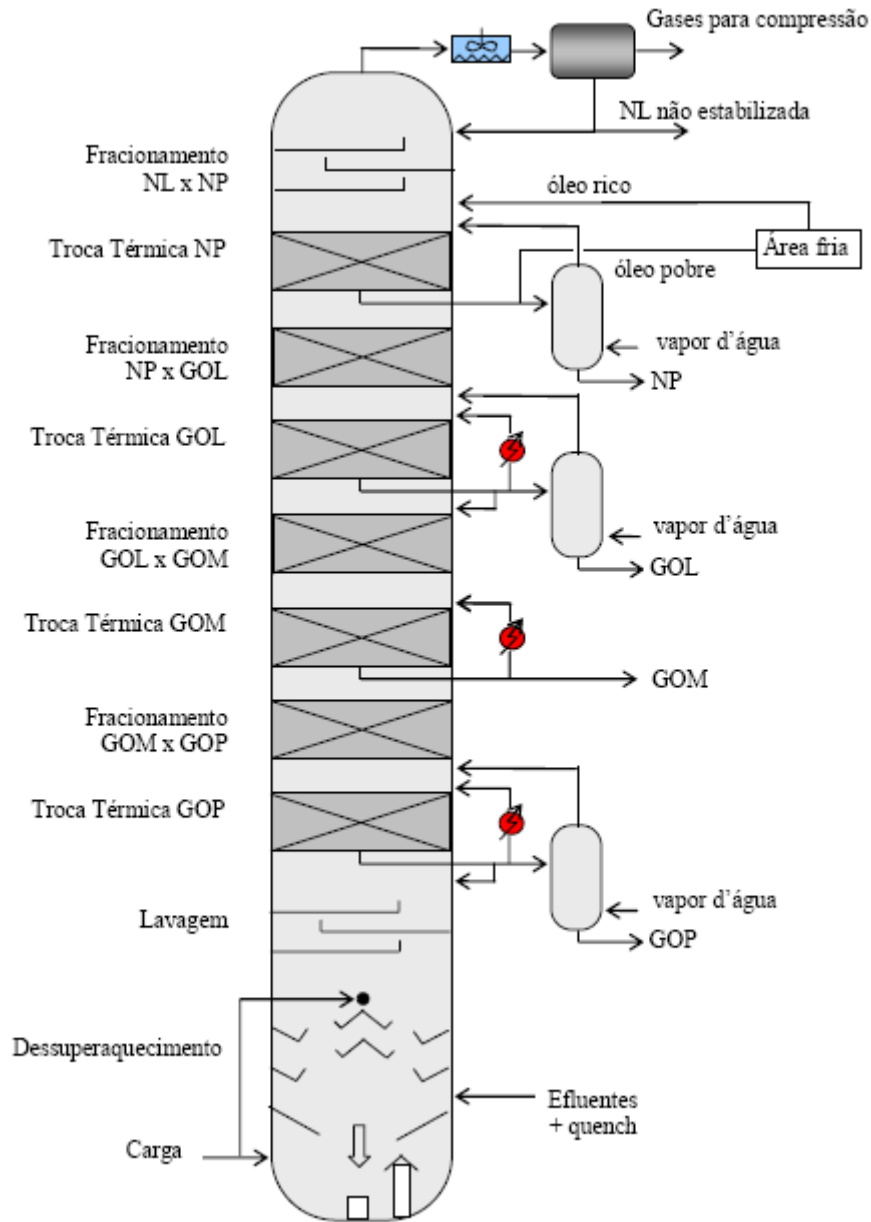 Gases para compressão
NL não estabilizada
Fracionamento
NL x NP
óleo rico
Troca Térmica NP
Área fria
óleo pobre
Fracionamento
NP x GOL
vapor d’água
NP
Troca Térmica GOL
Fracionamento
GOL x GOM
vapor d’água
GOL
Troca Térmica GOM
GOM
Fracionamento
GOM x GOP
Troca Térmica GOP
vapor d’água
Lavagem
GOP
Dessuperaquecimento
Efluentes
+ quench
Carga